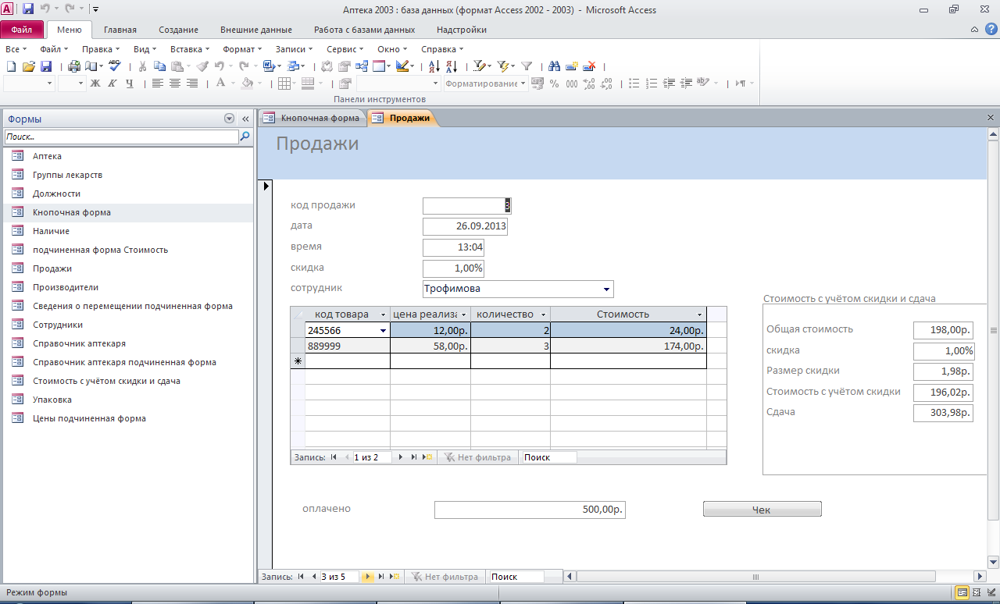 Аптека 2003 : база данных (формат Access 2002 - 2003) - Microsoft Access
Файл Меню Главная Создание Внешние данные Работа с базами данных Надстройки
Все Файл Правка Вид Вставка Формат Записи Сервис Окно Справка
Ж К Ч Форматирование % 000
Панели инструментов
Формы
Поиск...
Аптека
Группы лекарств
Должности
Кнопочная форма
Наличие
подчиненная форма Стоимость
Продажи
Производители
Сведения о перемещении подчиненная форма
Сотрудники
Справочник аптекаря
Справочник аптекаря подчиненная форма
Стоимость с учётом скидки и сдача
Упаковка
Цены подчиненная форма
Кнопочная форма Продажи
Продажи
код продажи 3
дата 26.09.2013
время 13:04
скидка 1,00%
сотрудник Трофимова
код товара цена реализа количество Стоимость
245566 12,00р. 2 24,00р.
889999 58,00р. 3 174,00р.
Запись: 1 из 2 Нет фильтра Поиск
Стоимость с учётом скидки и сдача
Общая стоимость 198,00р.
скидка 1,00%
Размер скидки 1,98р.
Стоимость с учётом скидки 196,02р.
Сдача 303,98р.
оплачено 500,00р. Чек
Запись: 3 из 5 Нет фильтра Поиск
Режим формы